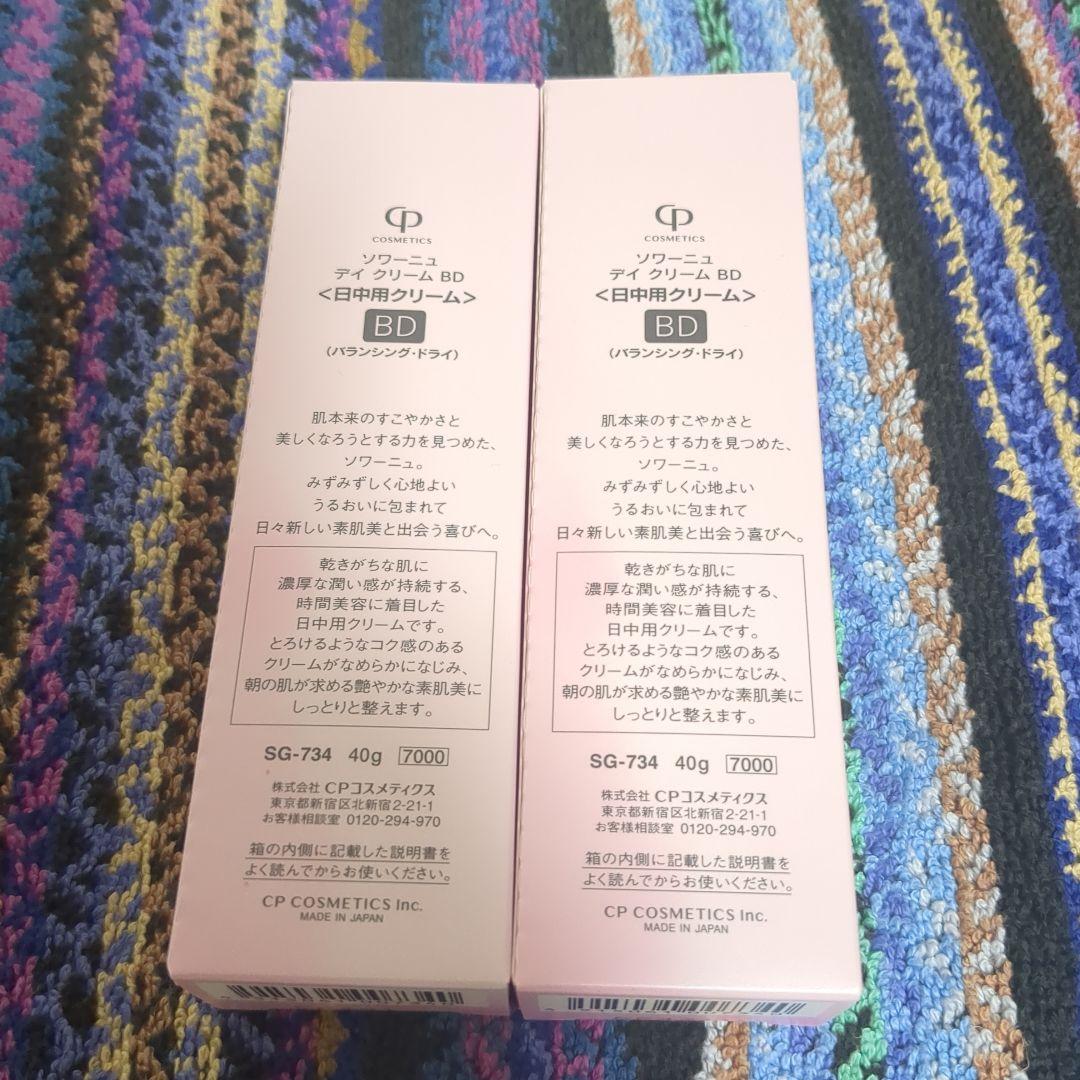 CP
COSMETICS
ソワーニュ
デイ クリーム BD
<日中用クリーム>
BD
(バランシング・ドライ)
肌本来のすこやかさと
美しくなろうとする力を見つめた、
ソワーニュ。
みずみずしく心地よい
うるおいに包まれて
日々新しい素肌美と出会う喜びへ。
乾きがちな肌に
濃厚な潤い感が持続する、
時間美容に着目した
日中用クリームです。
とろけるようなコク感のある
クリームがなめらかになじみ、
朝の肌が求める艶やかな素肌美に
しっとりと整えます。
SG-734 40g 7000
株式会社 CPコスメティクス
東京都新宿区北新宿2-21-1
お客様相談室 0120-294-970
箱の内側に記載した説明書を
よく読んでからお使いください。
CP COSMETICS Inc.
MADE IN JAPAN
CP
COSMETICS
ソワーニュ
デイ クリーム BD
<日中用クリーム>
BD
(バランシング・ドライ)
肌本来のすこやかさと
美しくなろうとする力を見つめた、
ソワーニュ。
みずみずしく心地よい
うるおいに包まれて
日々新しい素肌美と出会う喜びへ。
乾きがちな肌に
濃厚な潤い感が持続する、
時間美容に着目した
日中用クリームです。
とろけるようなコク感のある
クリームがなめらかになじみ、
朝の肌が求める艶やかな素肌美に
しっとりと整えます。
SG-734 40g 7000
株式会社 CPコスメティクス
東京都新宿区北新宿2-21-1
お客様相談室 0120-294-970
箱の内側に記載した説明書を
よく読んでからお使いください。
CP COSMETICS Inc.
MADE IN JAPAN